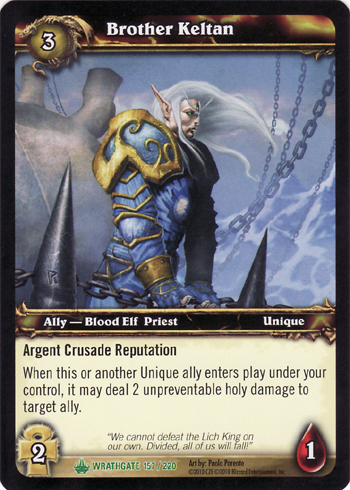 3
Brother Keltan
Ally — Blood Elf Priest Unique
Argent Crusade Reputation
When this or another Unique ally enters play under your
control, it may deal 2 unpreventable holy damage to
target ally.
"We cannot defeat the Lich King on
our own. Divided, all of us will fall!"
2
WRATHGATE 157 / 220
Art by: Paolo Parente
1